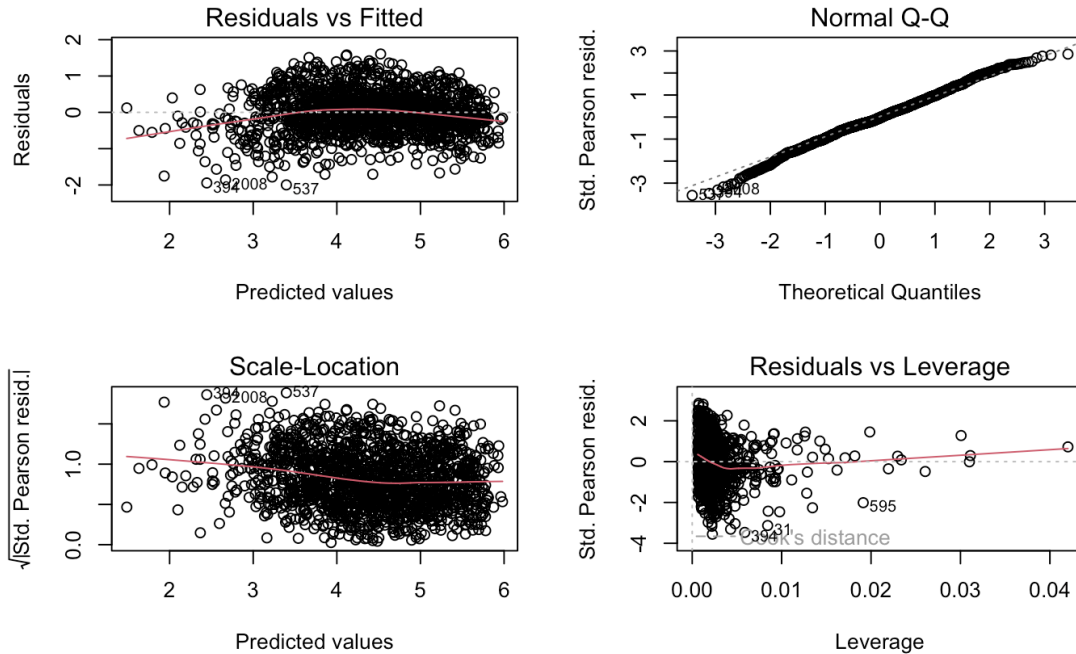 Residuals vs Fitted
Residuals
2
1
0
-2
394
2008
537
2 3 4 5 6
Predicted values
Normal Q-Q
Std. Pearson resid.
3
1
-1
-3
-3 -2 -1 0 1 2 3
Theoretical Quantiles
Scale-Location
√|Std. Pearson resid.|
1.0
0.0
394
2008
537
2 3 4 5 6
Predicted values
Residuals vs Leverage
Std. Pearson resid.
2
0
-2
-4
595
31
394
Cook's distance
0.00 0.01 0.02 0.03 0.04
Leverage